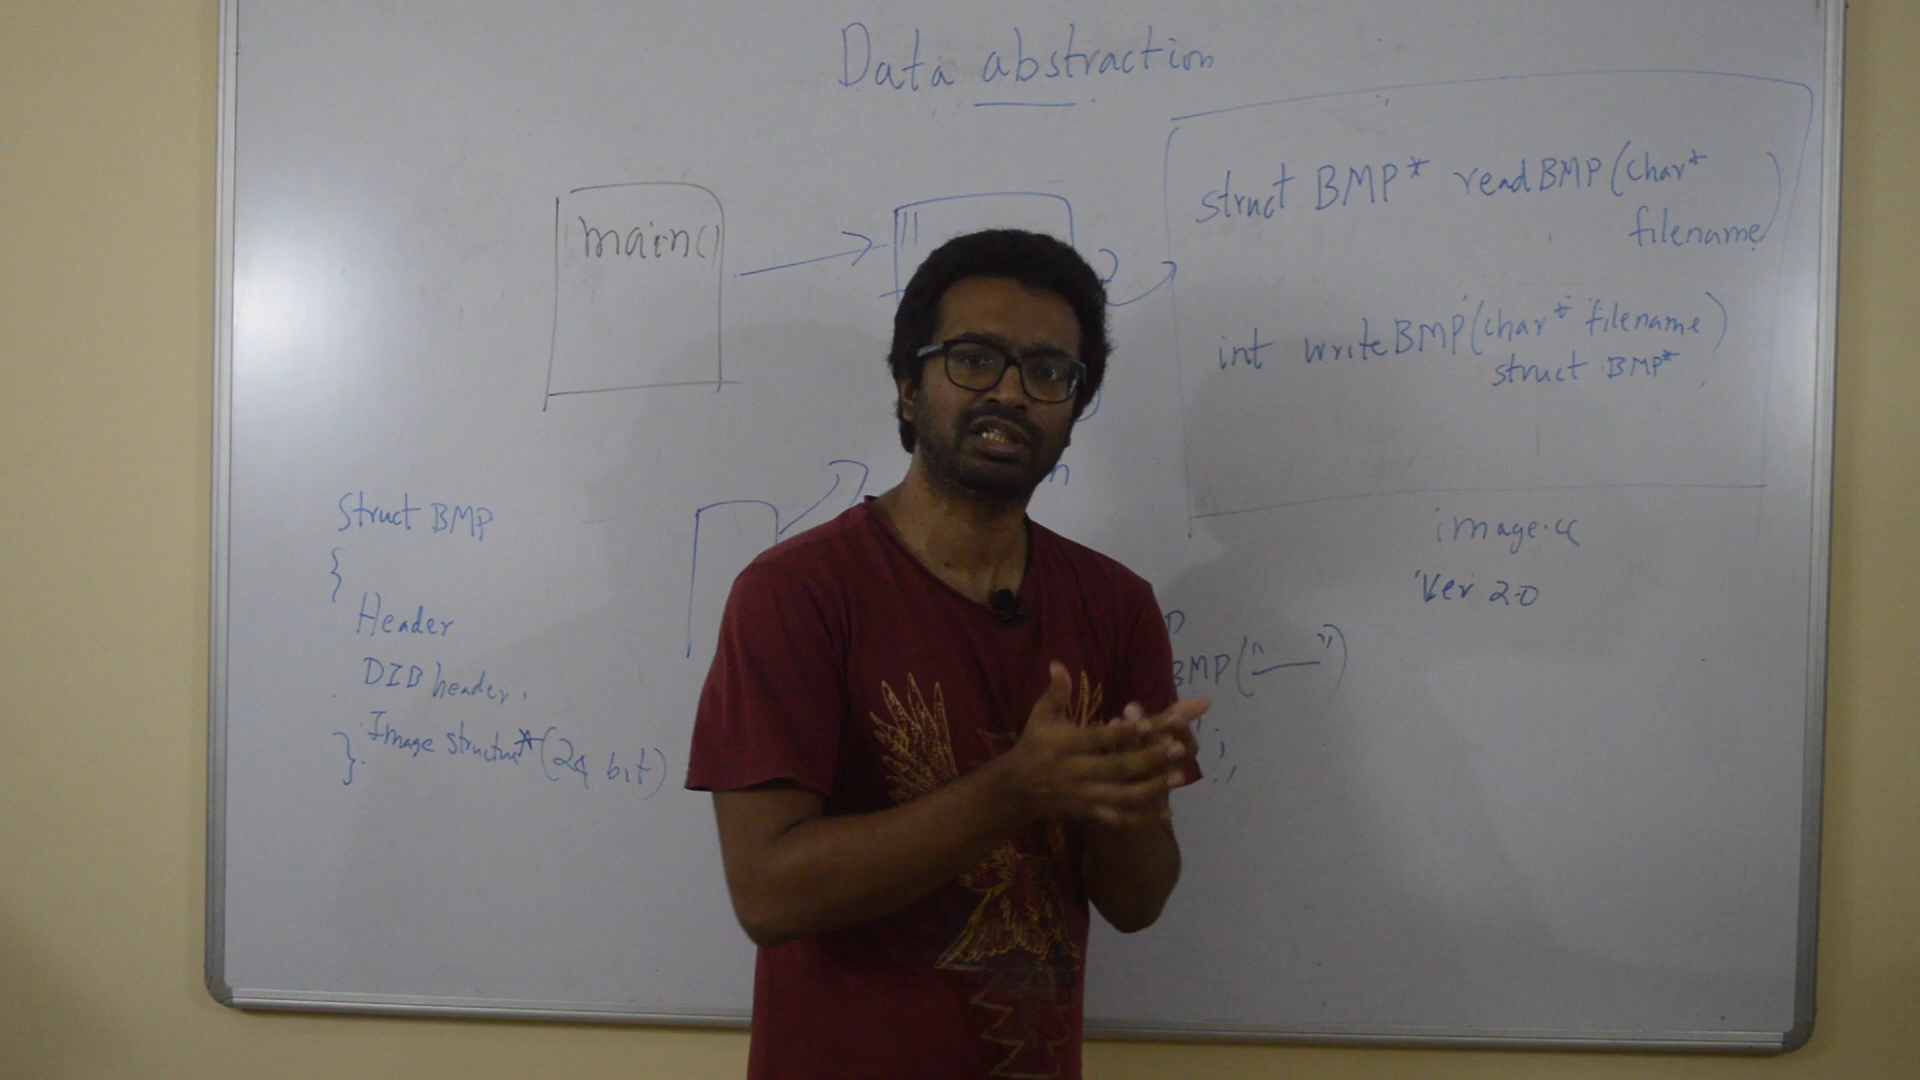 Data abstraction
main()
struct BMP* readBMP(char*
filename)
int writeBMP(char* filename)
struct BMP*
image.c
Ver 2.0
Struct BMP
{
Header
DIB header,
Image Structure* (24 bit)
};
BMP("—")
;